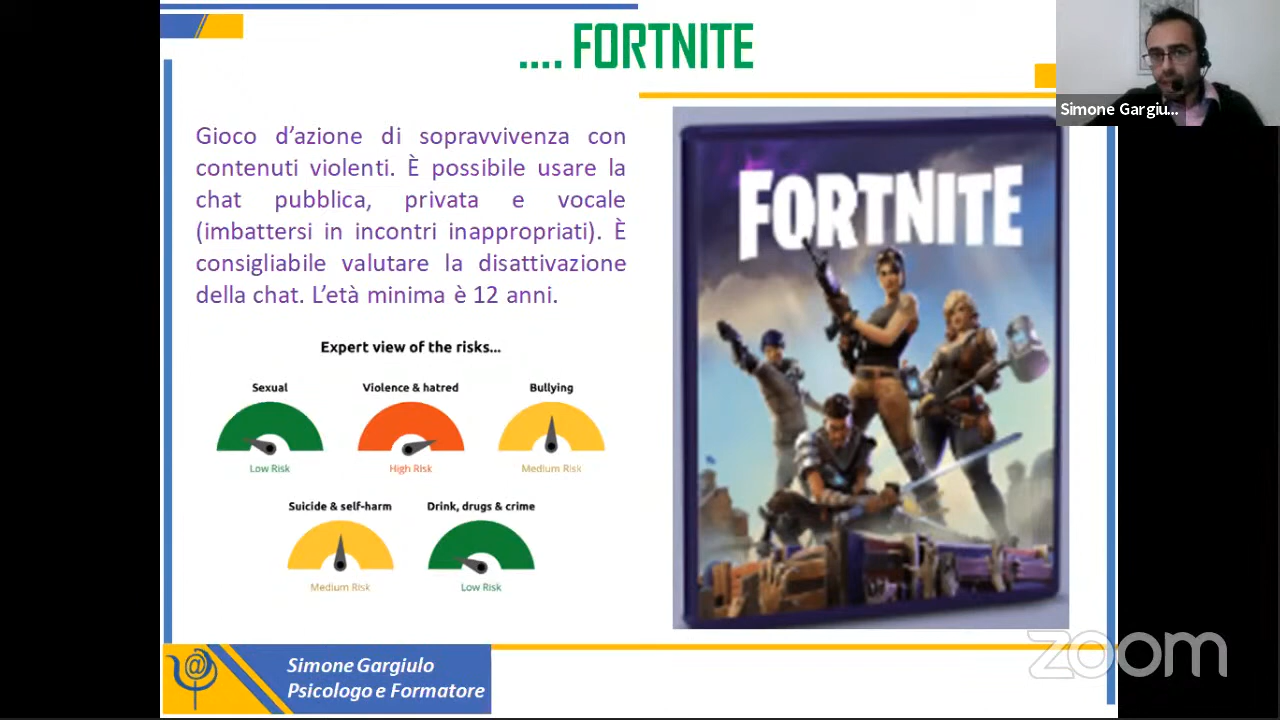 .... FORTNITE
Simone Gargiu...
Gioco d’azione di sopravvivenza con
contenuti violenti. È possibile usare la
chat pubblica, privata e vocale
(imbattersi in incontri inappropriati). È
consigliabile valutare la disattivazione
della chat. L’età minima è 12 anni.
FORTNITE
Expert view of the risks...
Sexual
Low Risk
Violence & hatred
High Risk
Bullying
Medium Risk
Suicide & self-harm
Medium Risk
Drink, drugs & crime
Low Risk
@
Simone Gargiulo
Psicologo e Formatore
zoom